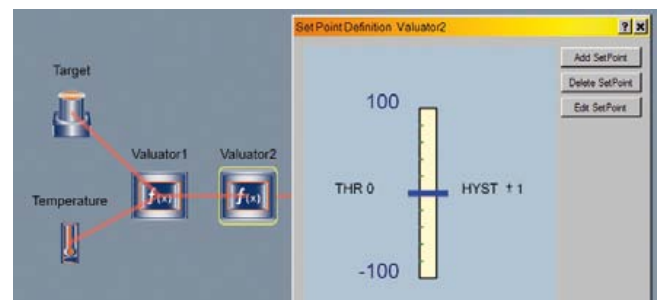 Target
Valuator1
Valuator2
Temperature
f(x)
f(x)
Set Point Definition Valuator2
?
x
Add SetPoint
Delete SetPoint
Edit SetPoint
100
THR 0
HYST ± 1
-100